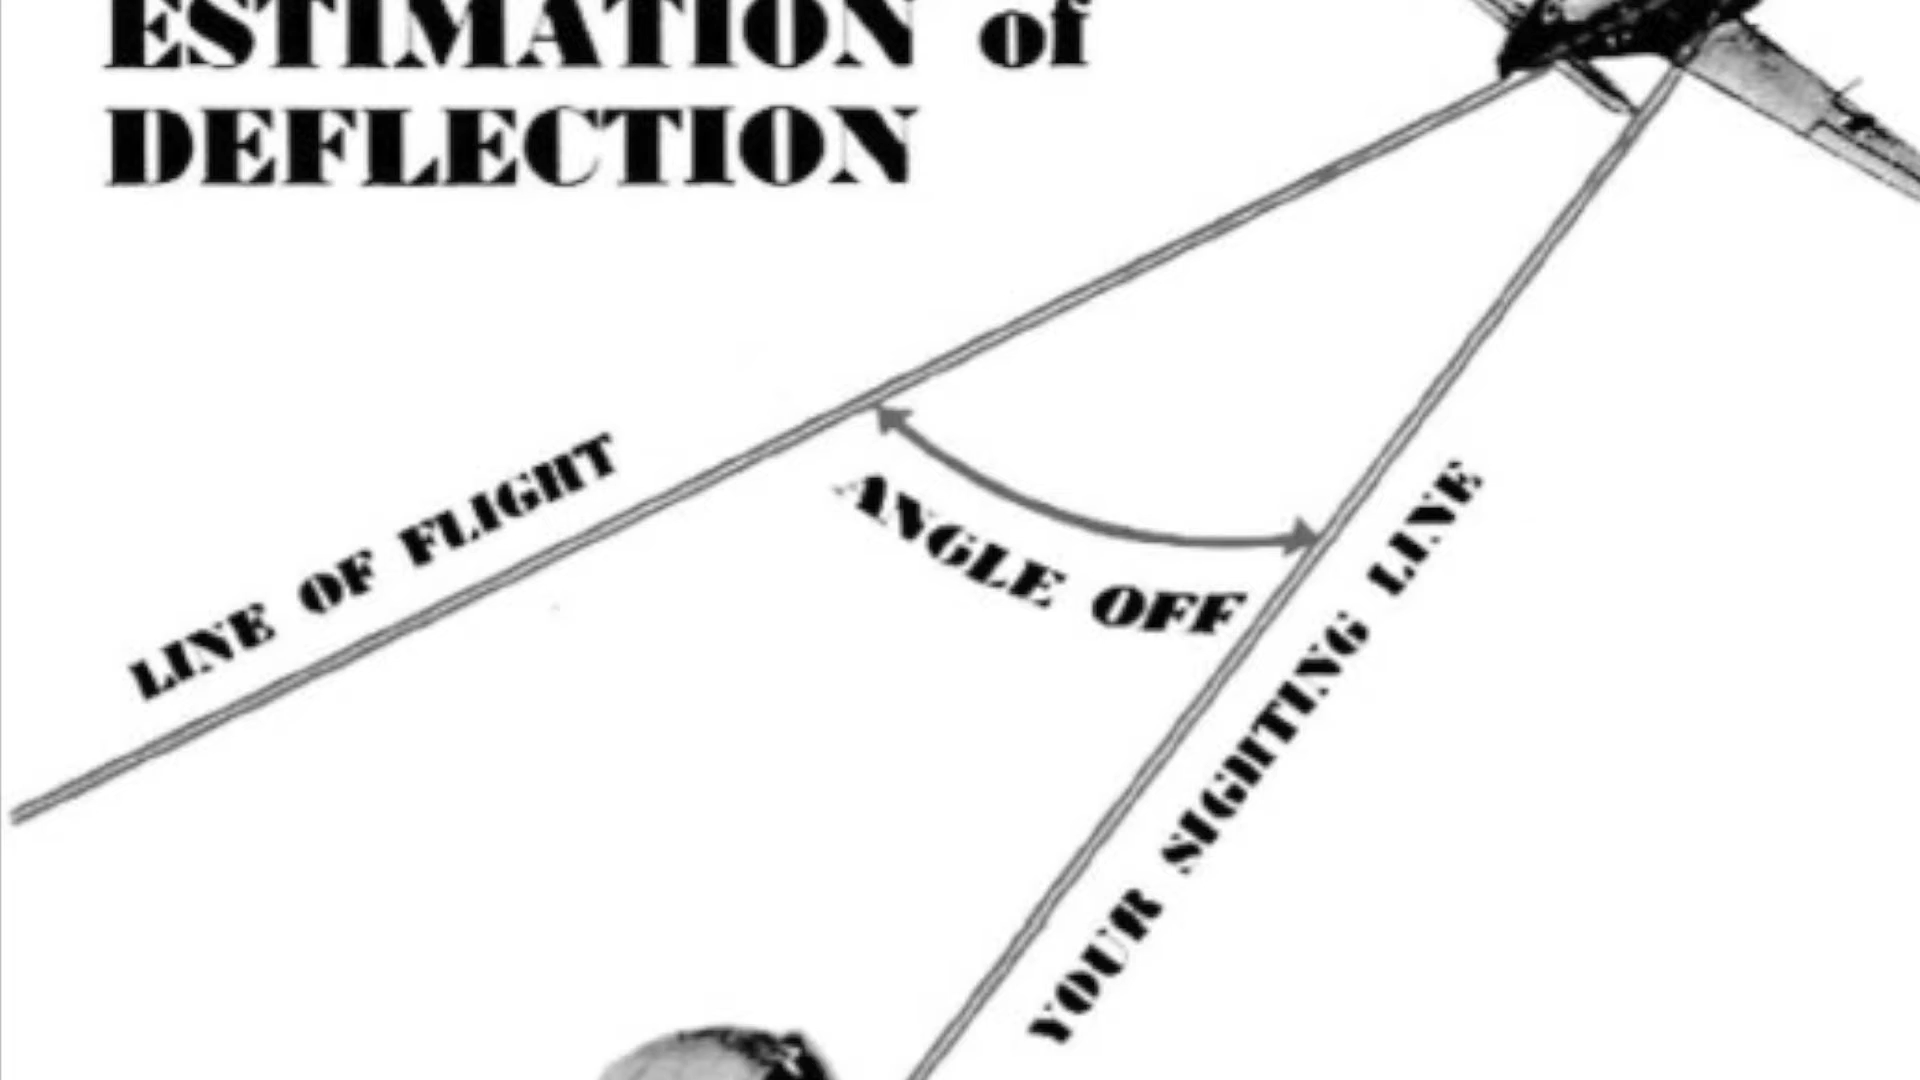 ESTIMATION of
DEFLECTION
LINE OF FLIGHT
ANGLE OFF
YOUR SIGHTING LINE